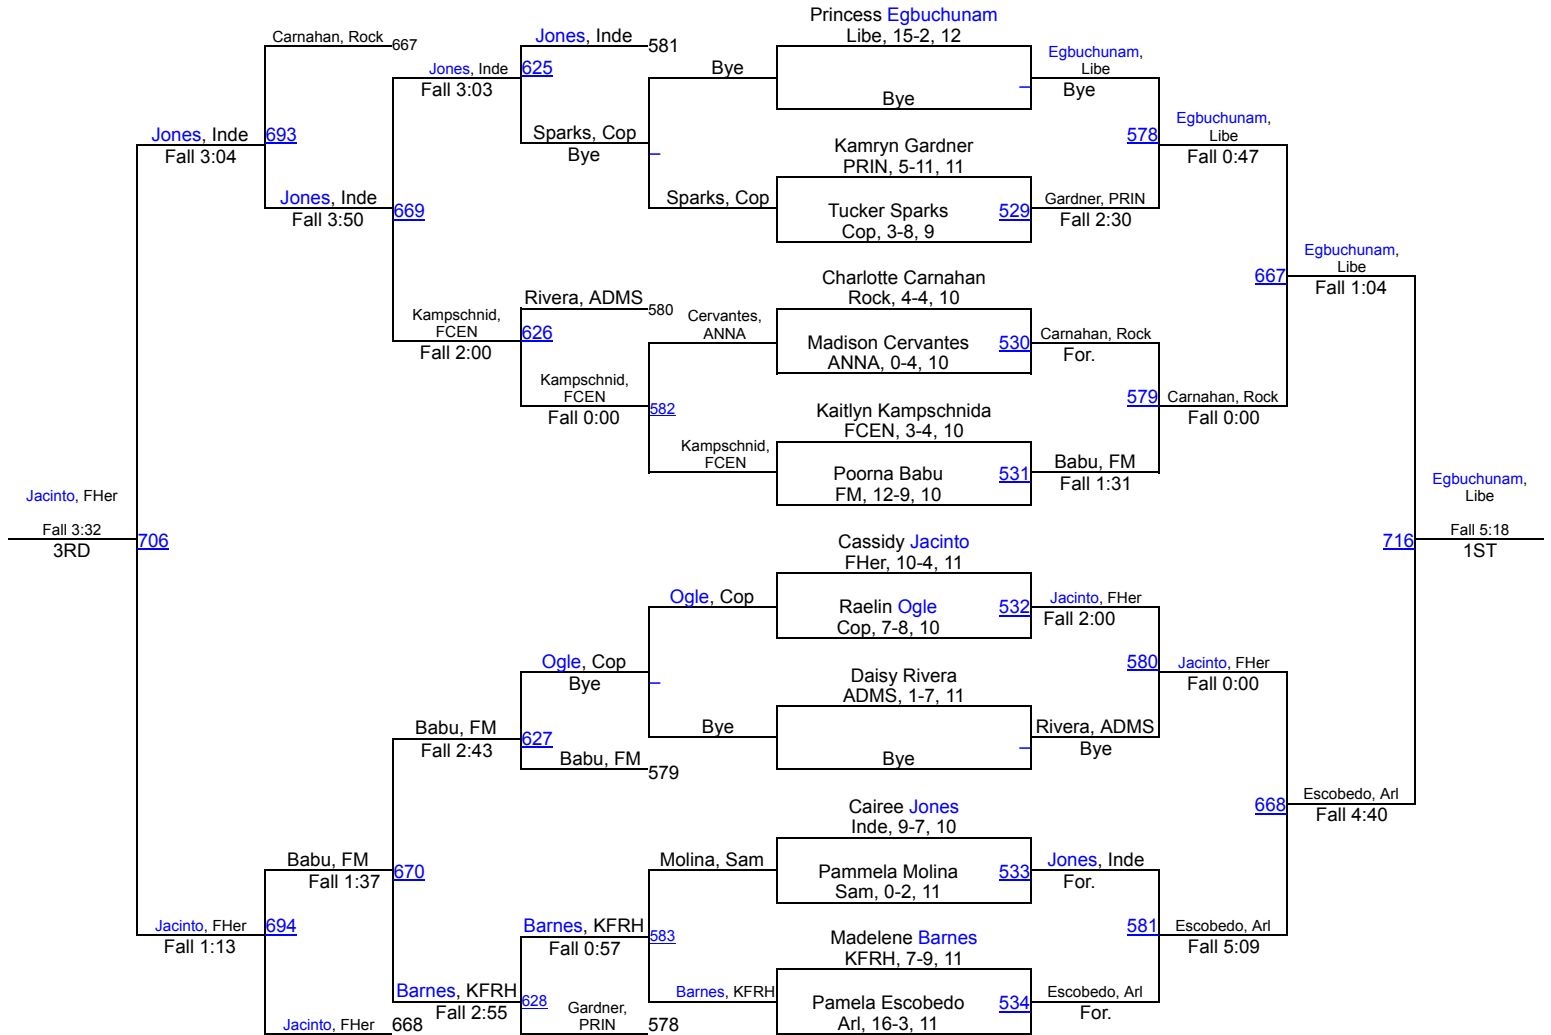 Princess Egbuchunam
Libe, 15-2, 12
Carnahan, Rock 667
Jones, Inde 581
Egbuchunam,
Libe
Bye
Jones, Inde 625
Fall 3:03
Bye
Bye
Sparks, Cop
Bye
Egbuchunam,
Libe
578
Fall 0:47
Jones, Inde 693
Fall 3:04
Kamryn Gardner
PRIN, 5-11, 11
Jones, Inde
Fall 3:50
669
Sparks, Cop
Tucker Sparks
Cop, 3-8, 9
529
Gardner, PRIN
Fall 2:30
Egbuchunam,
Libe
667
Fall 1:04
Charlotte Carnahan
Rock, 4-4, 10
Rivera, ADMS 580
Kampschnid,
FCEN
626
Fall 2:00
Cervantes,
ANNA
Madison Cervantes
ANNA, 0-4, 10
530
Carnahan, Rock
For.
Kampschnid,
FCEN
582
Fall 0:00
579
Carnahan, Rock
Fall 0:00
Kaitlyn Kampschnida
FCEN, 3-4, 10
Kampschnid,
FCEN
Poorna Babu
FM, 12-9, 10
531
Babu, FM
Fall 1:31
Jacinto, FHer
Fall 3:32
3RD
706
Egbuchunam,
Libe
716
Fall 5:18
1ST
Cassidy Jacinto
FHer, 10-4, 11
Ogle, Cop
Raelin Ogle
Cop, 7-8, 10
532
Jacinto, FHer
Fall 2:00
Ogle, Cop
Bye
580
Jacinto, FHer
Fall 0:00
Daisy Rivera
ADMS, 1-7, 11
Babu, FM
Fall 2:43
627
Bye
Bye
Rivera, ADMS
Bye
Babu, FM 579
668
Escobedo, Arl
Fall 4:40
Cairee Jones
Inde, 9-7, 10
Babu, FM
Fall 1:37
670
Molina, Sam
Pammela Molina
Sam, 0-2, 11
533
Jones, Inde
For.
Jacinto, FHer
Fall 1:13
694
Barnes, KFRH
Fall 0:57
583
581
Escobedo, Arl
Fall 5:09
Madelene Barnes
KFRH, 7-9, 11
Barnes, KFRH
Fall 2:55
628
Barnes, KFRH
Pamela Escobedo
Arl, 16-3, 11
534
Escobedo, Arl
For.
Jacinto, FHer 668
Gardner,
PRIN
578